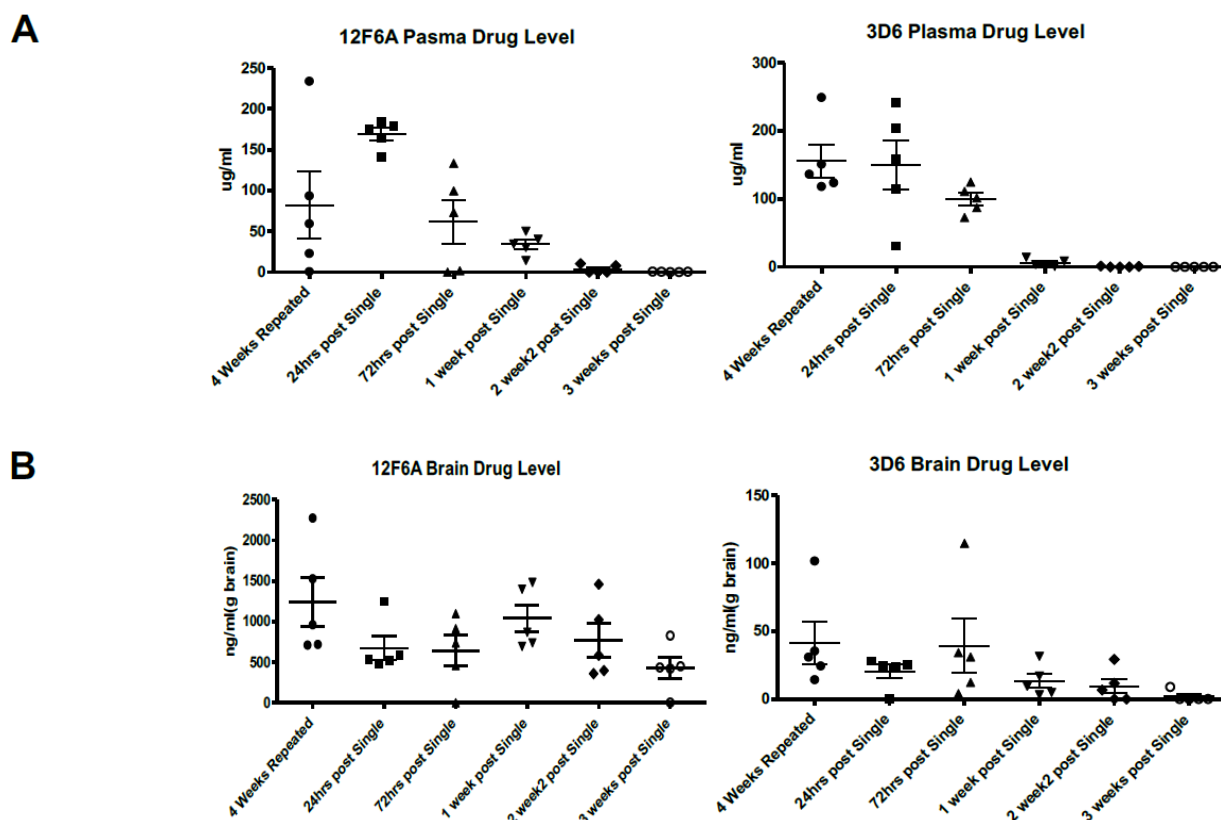 A
12F6A Pasma Drug Level
ug/ml
250
200
150
100
50
0
4 Weeks Repeated
24hrs post Single
72hrs post Single
1 week post Single
2 week2 post Single
3 weeks post Single
3D6 Plasma Drug Level
ug/ml
300
200
100
0
4 Weeks Repeated
24hrs post Single
72hrs post Single
1 week post Single
2 week2 post Single
3 weeks post Single
B
12F6A Brain Drug Level
ng/ml(g brain)
2500
2000
1500
1000
500
0
4 Weeks Repeated
24hrs post Single
72hrs post Single
1 week post Single
2 week2 post Single
3 weeks post Single
3D6 Brain Drug Level
ng/ml(g brain)
150
100
50
0
4 Weeks Repeated
24hrs post Single
72hrs post Single
1 week post Single
2 week2 post Single
3 weeks post Single